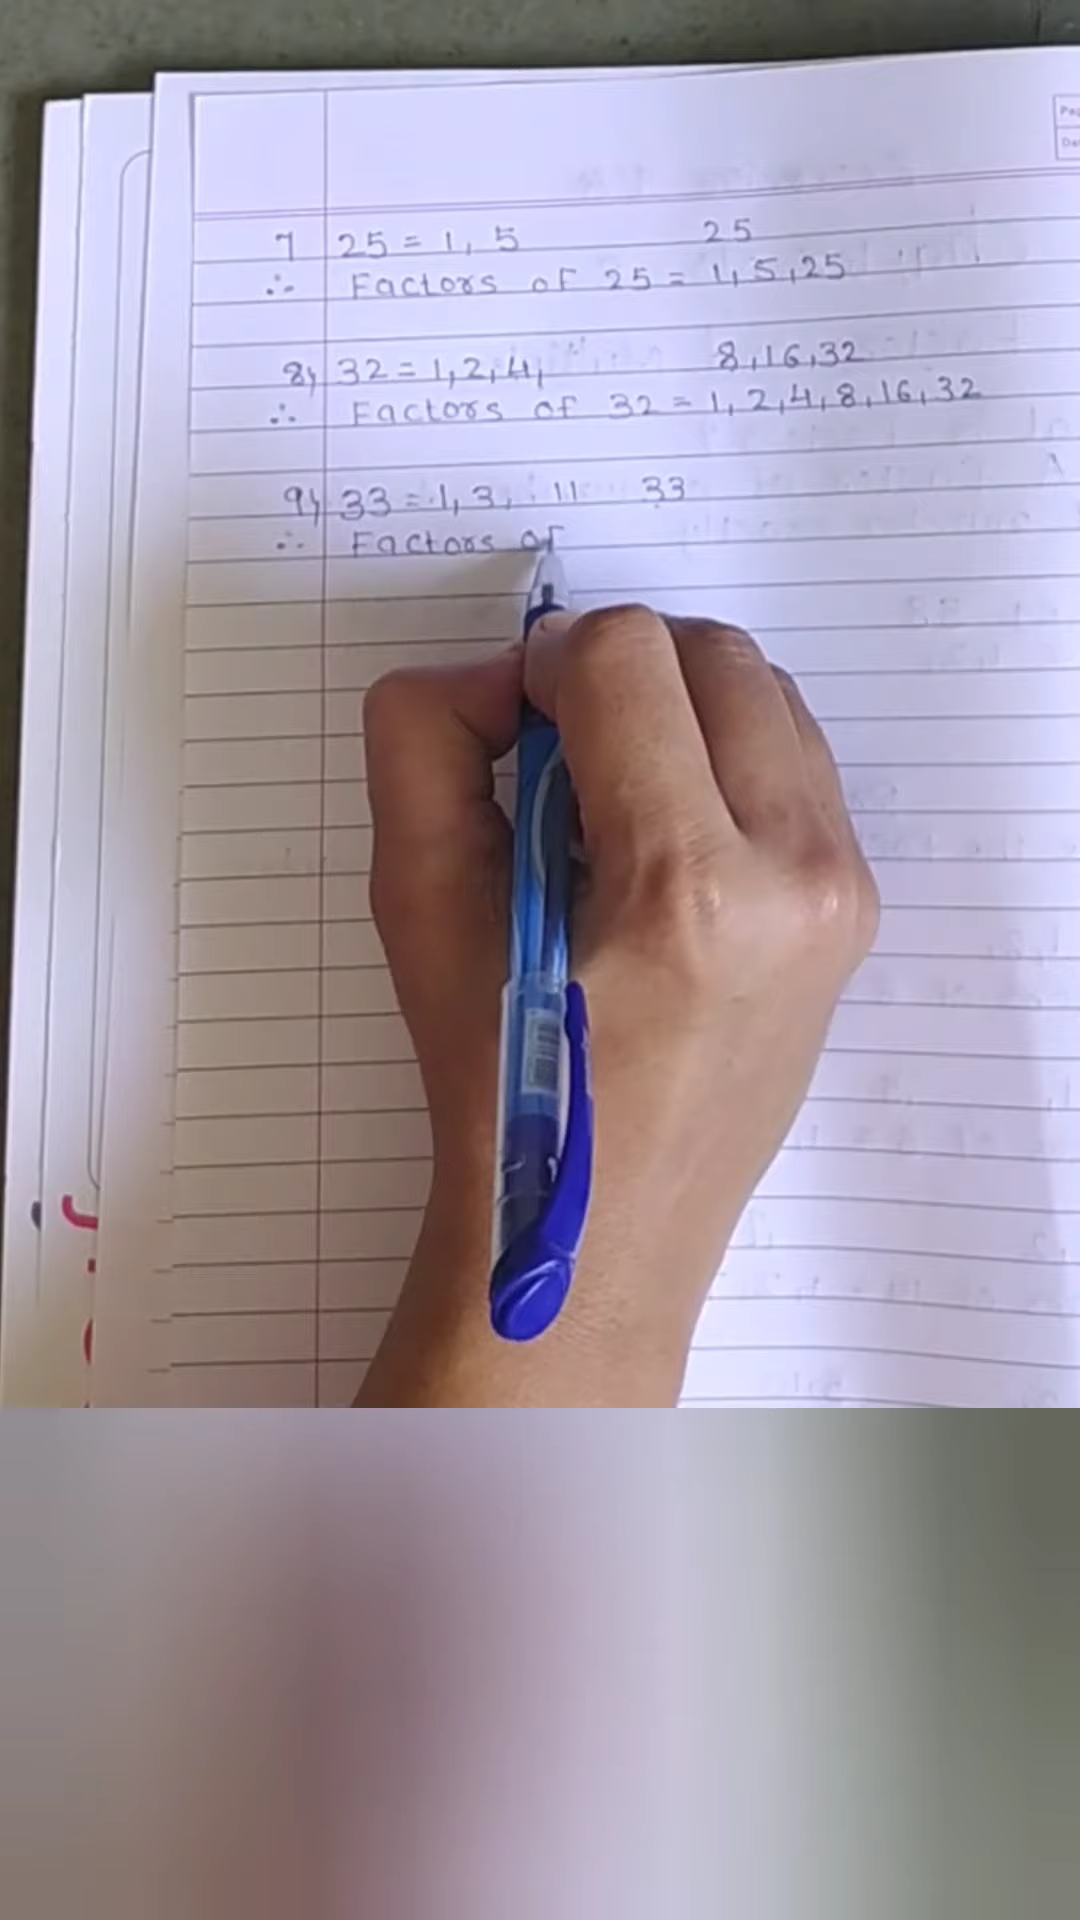 7 25 = 1, 5 25
∴ Factors of 25 = 1, 5, 25
8) 32 = 1, 2, 4, 8, 16, 32
∴ Factors of 32 = 1, 2, 4, 8, 16, 32
9) 33 = 1, 3, 11 33
∴ Factors of